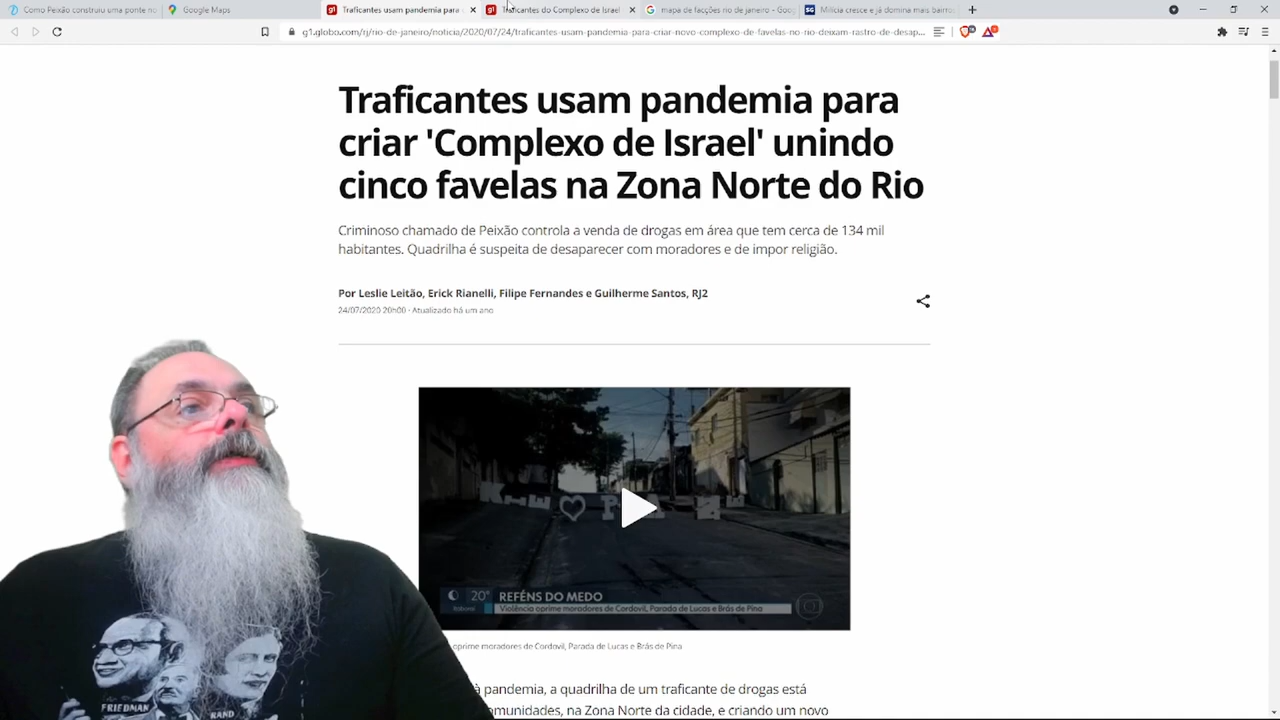 Como Peixão construiu uma ponte no
Google Maps
Traficantes usam pandemia para
Traficantes do Complexo de Israel
mapa de facções no rio de janeiro - Goog
Milícia cresce e já domina mais bairros
g1.globo.com/rj/rio-de-janeiro/noticia/2020/07/24/traficantes-usam-pandemia-para-criar-novo-complexo-de-favelas-no-rio-deixam-rastro-de-desap...
Traficantes usam pandemia para
criar 'Complexo de Israel' unindo
cinco favelas na Zona Norte do Rio
Criminoso chamado de Peixão controla a venda de drogas em área que tem cerca de 134 mil
habitantes. Quadrilha é suspeita de desaparecer com moradores e de impor religião.
Por Leslie Leitão, Erick Rianelli, Filipe Fernandes e Guilherme Santos, RJ2
24/07/2020 20h00 · Atualizado há um ano
20° REFÉNS DO MEDO
Itaboraí Violência oprime moradores de Cordovil, Parada de Lucas e Brás de Pina
oprime moradores de Cordovil, Parada de Lucas e Brás de Pina
à pandemia, a quadrilha de um traficante de drogas está
omunidades, na Zona Norte da cidade, e criando um novo
FRIEDMAN
RAND